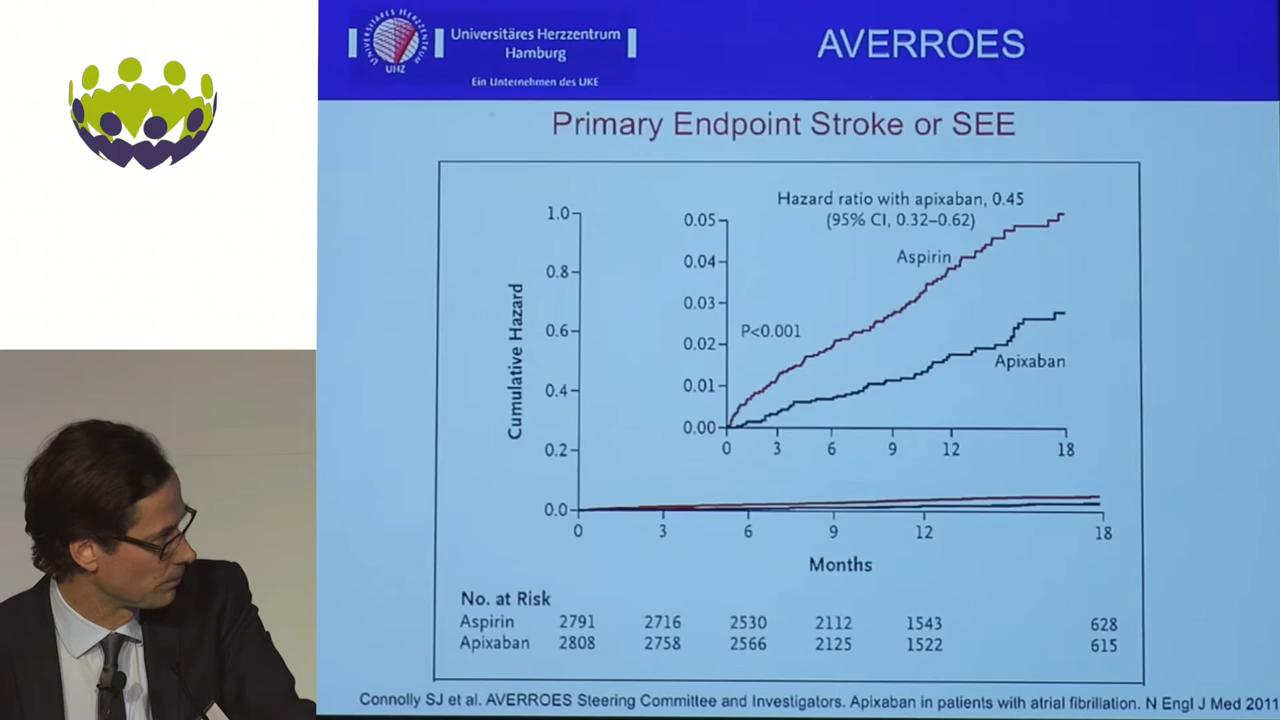 UNIVERSITÄRES HERZZENTRUM
UHZ
Universitäres Herzzentrum
Hamburg
Ein Unternehmen des UKE
AVERROES
Primary Endpoint Stroke or SEE
Hazard ratio with apixaban, 0.45
(95% CI, 0.32–0.62)
Cumulative Hazard
1.0
0.8
0.6
0.4
0.2
0.0
0.05
0.04
0.03
0.02
0.01
0.00
Aspirin
P<0.001
Apixaban
0 3 6 9 12 18
0 3 6 9 12 18
Months
No. at Risk
Aspirin 2791 2716 2530 2112 1543 628
Apixaban 2808 2758 2566 2125 1522 615
Connolly SJ et al. AVERROES Steering Committee and Investigators. Apixaban in patients with atrial fibrillation. N Engl J Med 2011